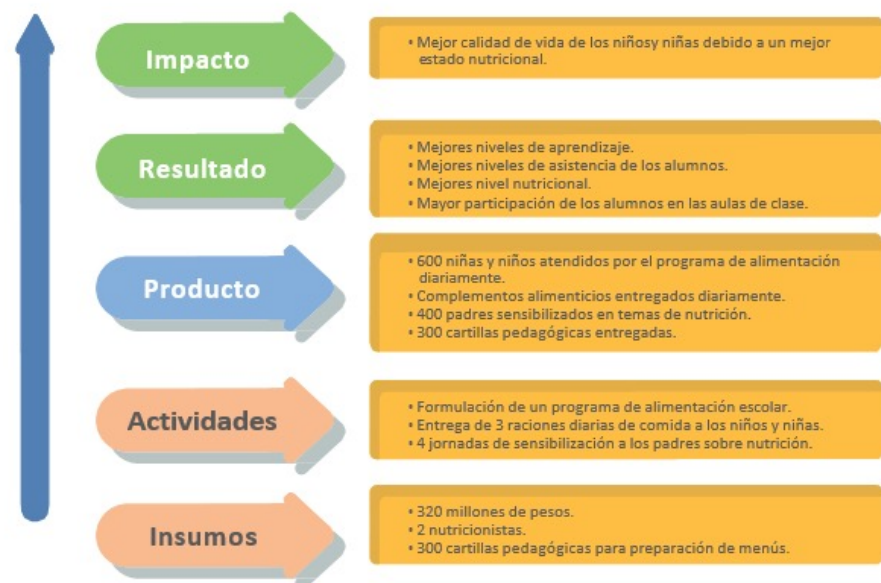 Impacto
• Mejor calidad de vida de los niñosy niñas debido a un mejor
estado nutricional.
Resultado
• Mejores niveles de aprendizaje.
• Mejores niveles de asistencia de los alumnos.
• Mejores nivel nutricional.
• Mayor participación de los alumnos en las aulas de clase.
Producto
• 600 niñas y niños atendidos por el programa de alimentación
diariamente.
• Complementos alimenticios entregados diariamente.
• 400 padres sensibilizados en temas de nutrición.
• 300 cartillas pedagógicas entregadas.
Actividades
• Formulación de un programa de alimentación escolar.
• Entrega de 3 raciones diarias de comida a los niños y niñas.
• 4 jornadas de sensibilización a los padres sobre nutrición.
Insumos
• 320 millones de pesos.
• 2 nutricionistas.
• 300 cartillas pedagógicas para preparación de menús.